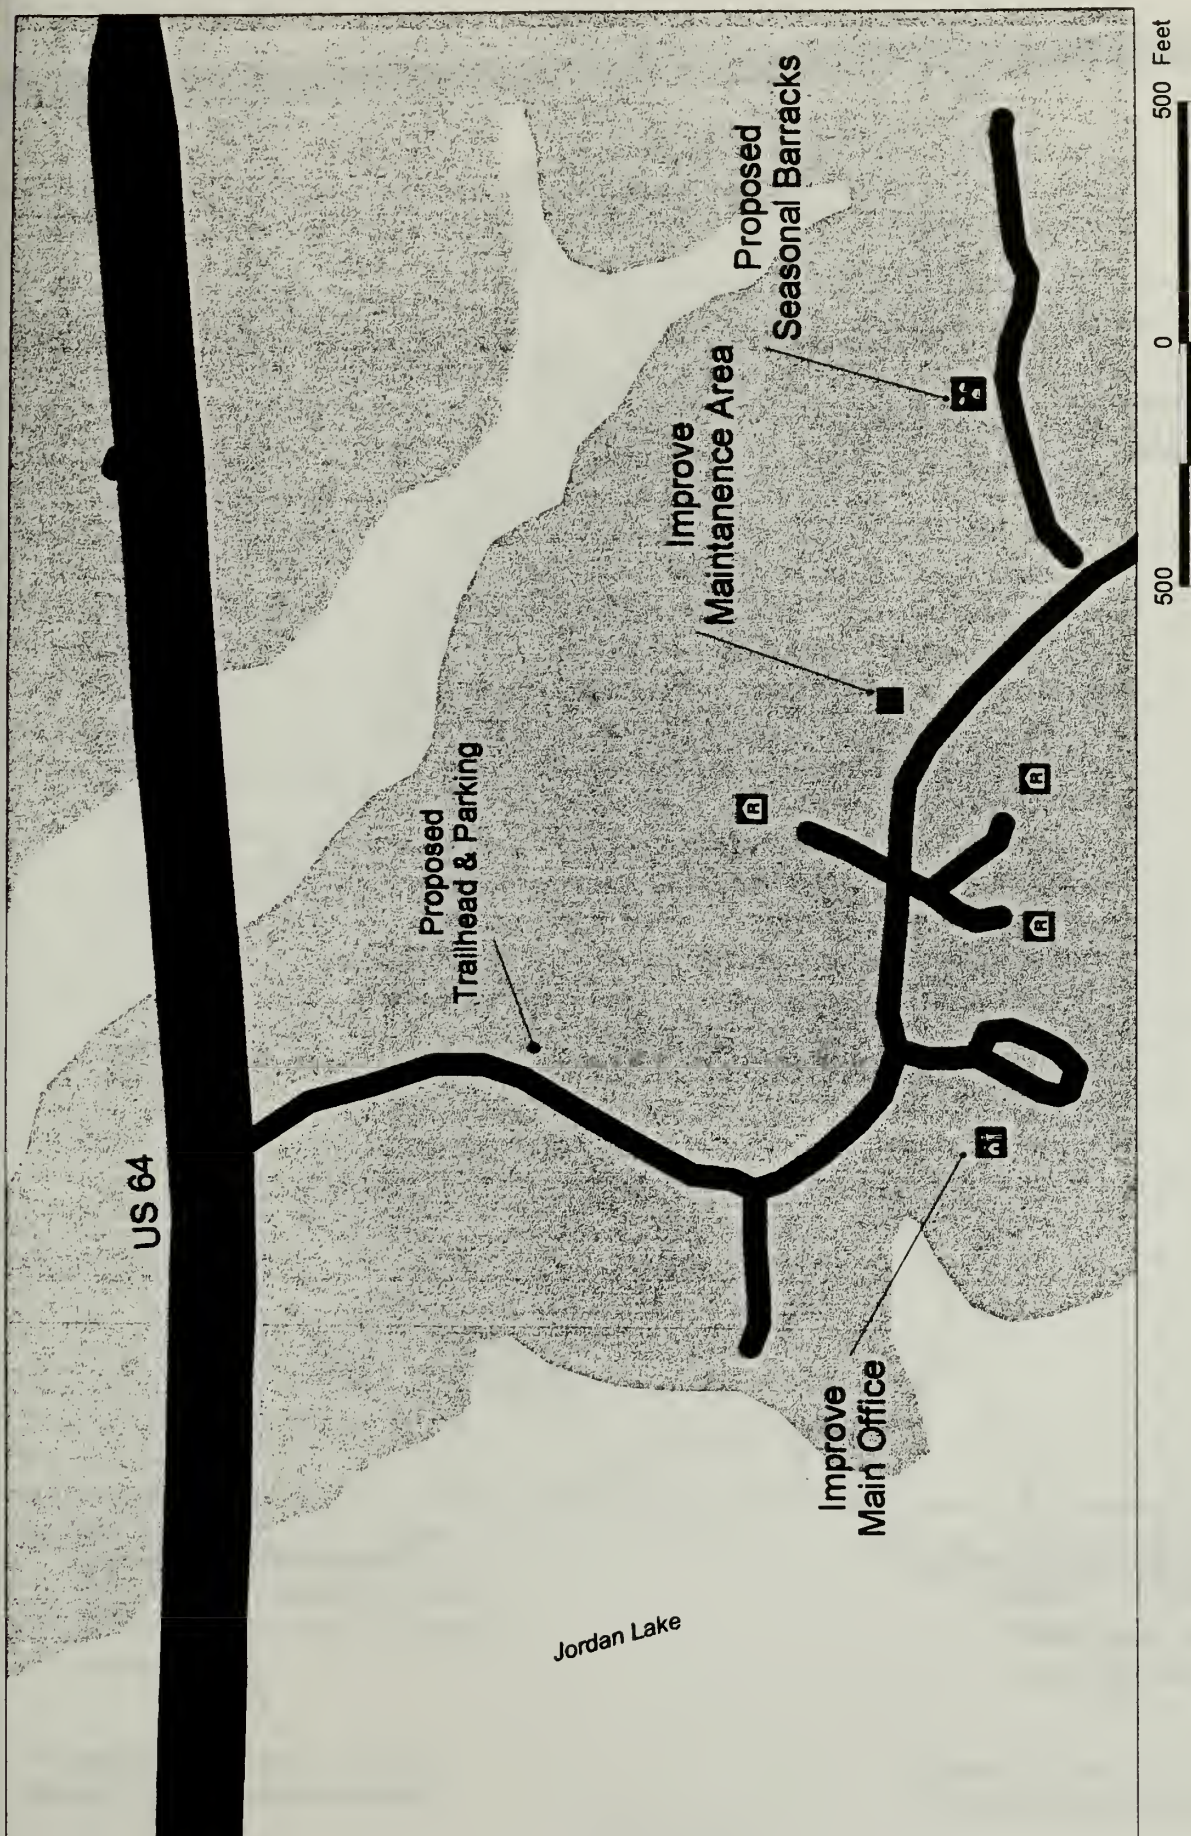 US 64
Proposed
Trailhead & Parking
Improve
Maintanence Area
Proposed
Seasonal Barracks
Improve
Main Office
Jordan Lake
R
R
R
500
0
500 Feet